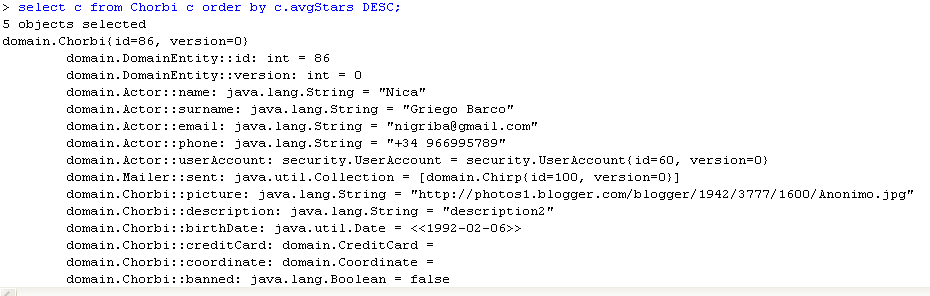 > select c from Chorbi c order by c.avgStars DESC;
5 objects selected
domain.Chorbi{id=86, version=0}
domain.DomainEntity::id: int = 86
domain.DomainEntity::version: int = 0
domain.Actor::name: java.lang.String = "Nica"
domain.Actor::surname: java.lang.String = "Griego Barco"
domain.Actor::email: java.lang.String = "nigriba@gmail.com"
domain.Actor::phone: java.lang.String = "+34 966995789"
domain.Actor::userAccount: security.UserAccount = security.UserAccount{id=60, version=0}
domain.Mailer::sent: java.util.Collection = [domain.Chirp{id=100, version=0}]
domain.Chorbi::picture: java.lang.String = "http://photos1.blogger.com/blogger/1942/3777/1600/Anonimo.jpg"
domain.Chorbi::description: java.lang.String = "description2"
domain.Chorbi::birthDate: java.util.Date = <<1992-02-06>>
domain.Chorbi::creditCard: domain.CreditCard =
domain.Chorbi::coordinate: domain.Coordinate =
domain.Chorbi::banned: java.lang.Boolean = false